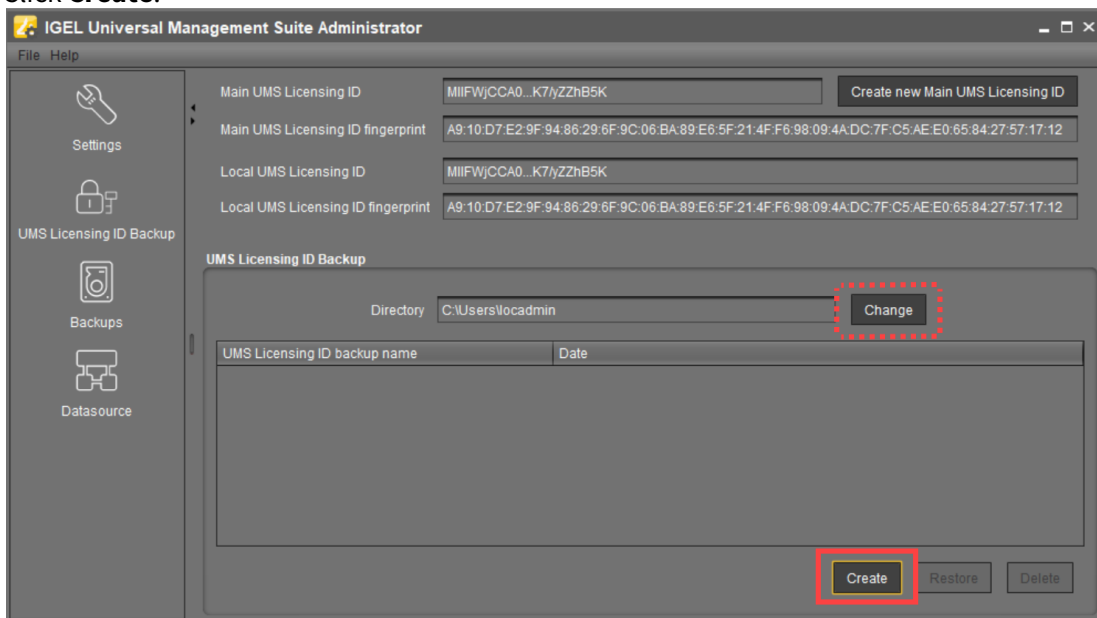 Click Create.
IGEL Universal Management Suite Administrator
File Help
Settings
UMS Licensing ID Backup
Backups
Datasource
Main UMS Licensing ID MIIFWjCCA0...K7/yZZhB5K Create new Main UMS Licensing ID
Main UMS Licensing ID fingerprint A9:10:D7:E2:9F:94:86:29:6F:9C:06:BA:89:E6:5F:21:4F:F6:98:09:4A:DC:7F:C5:AE:E0:65:84:27:57:17:12
Local UMS Licensing ID MIIFWjCCA0...K7/yZZhB5K
Local UMS Licensing ID fingerprint A9:10:D7:E2:9F:94:86:29:6F:9C:06:BA:89:E6:5F:21:4F:F6:98:09:4A:DC:7F:C5:AE:E0:65:84:27:57:17:12
UMS Licensing ID Backup
Directory C:\Users\locadmin Change
UMS Licensing ID backup name Date
Create Restore Delete